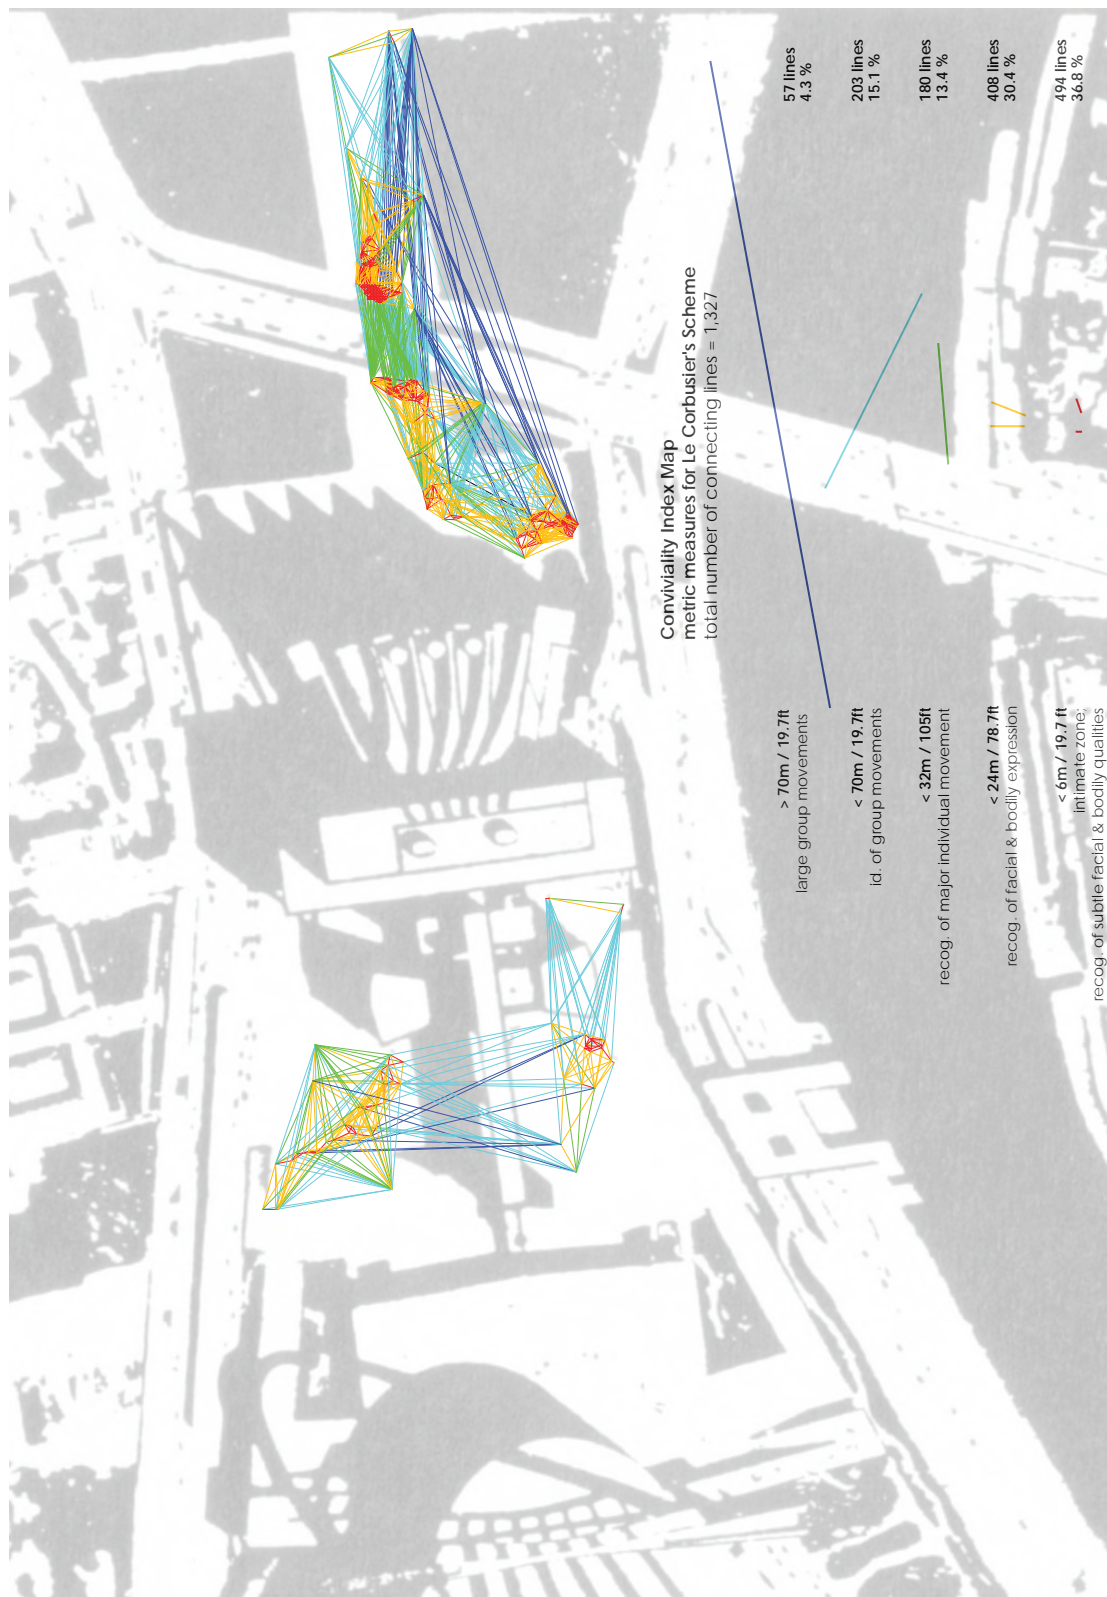 Conviviality Index Map
metric measures for Le Corbusier's Scheme
total number of connecting lines = 1,327
> 70m / 19.7ft
large group movements
57 lines
4.3 %
< 70m / 19.7ft
id. of group movements
203 lines
15.1 %
< 32m / 105ft
recog. of major individual movement
180 lines
13.4 %
< 24m / 78.7ft
recog. of facial & bodily expression
408 lines
30.4 %
< 6m / 19.7 ft
intimate zone;
recog. of subtle facial & bodily qualities
494 lines
36.8 %